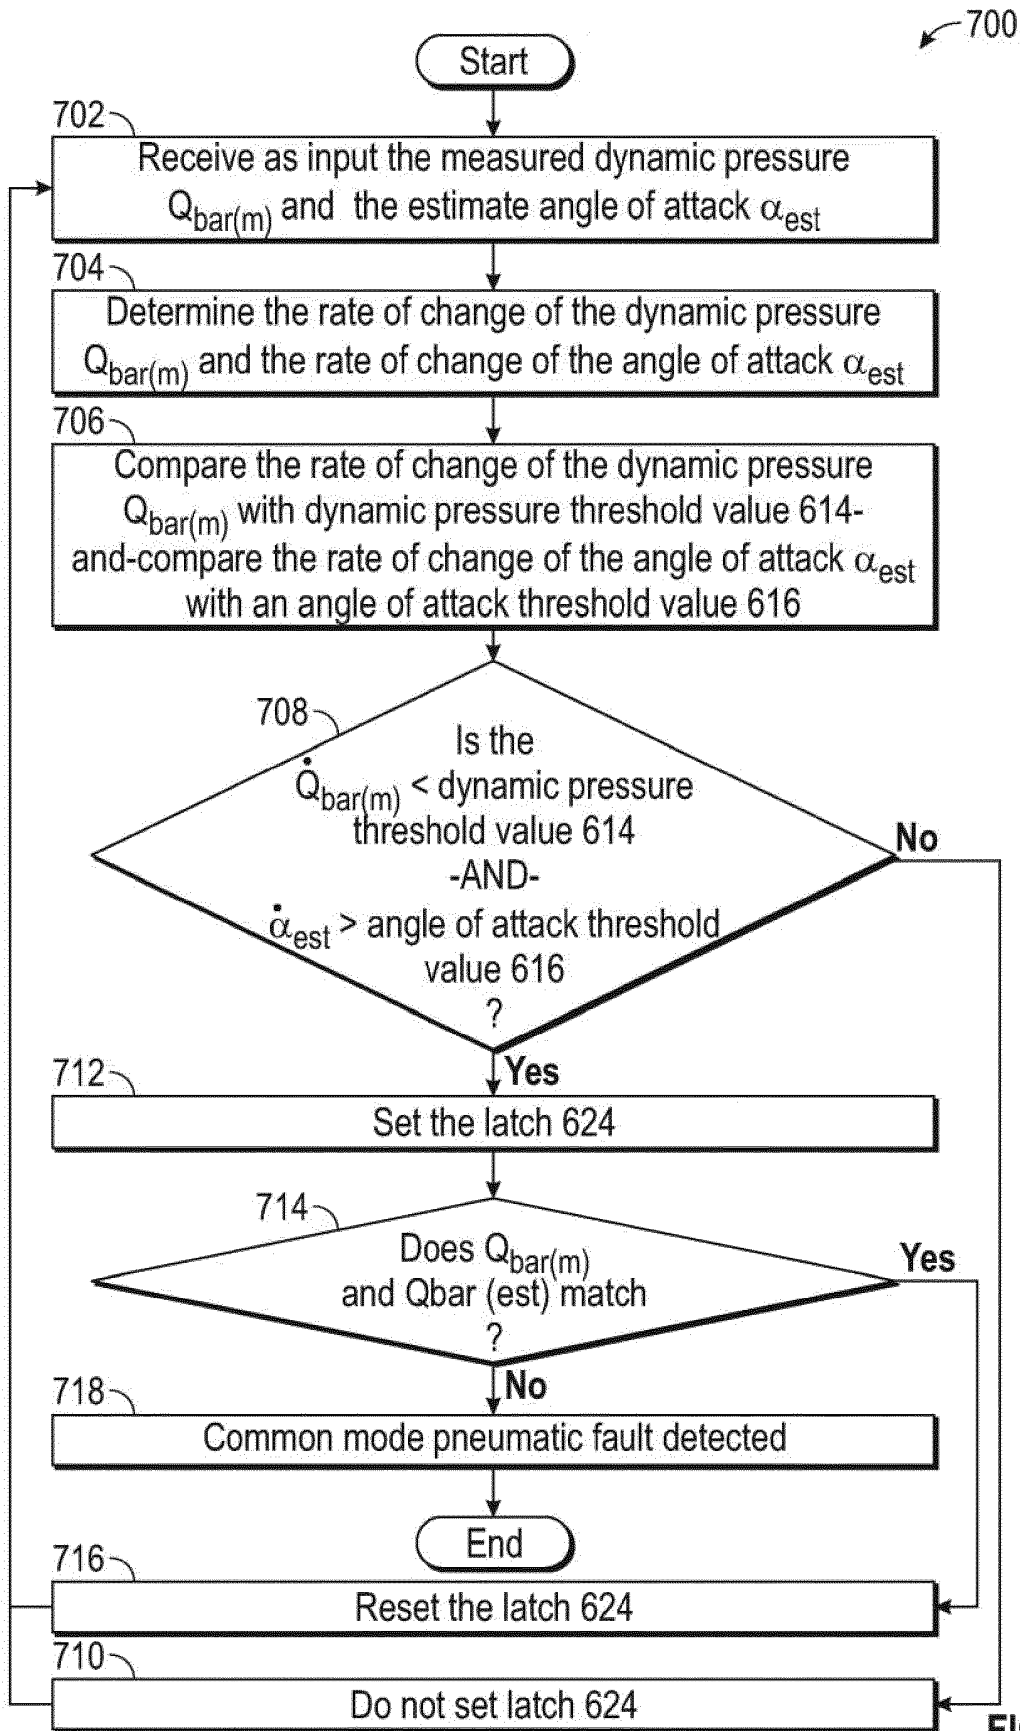 700
Start
702
Receive as input the measured dynamic pressure
Qbar(m) and the estimate angle of attack αest
704
Determine the rate of change of the dynamic pressure
Qbar(m) and the rate of change of the angle of attack αest
706
Compare the rate of change of the dynamic pressure
Qbar(m) with dynamic pressure threshold value 614-
and-compare the rate of change of the angle of attack αest
with an angle of attack threshold value 616
708
Is the
Q̇bar(m) < dynamic pressure
threshold value 614
-AND-
α̇est > angle of attack threshold
value 616
?
No
Yes
712
Set the latch 624
714
Does Qbar(m)
and Qbar (est) match
?
Yes
No
718
Common mode pneumatic fault detected
End
716
Reset the latch 624
710
Do not set latch 624